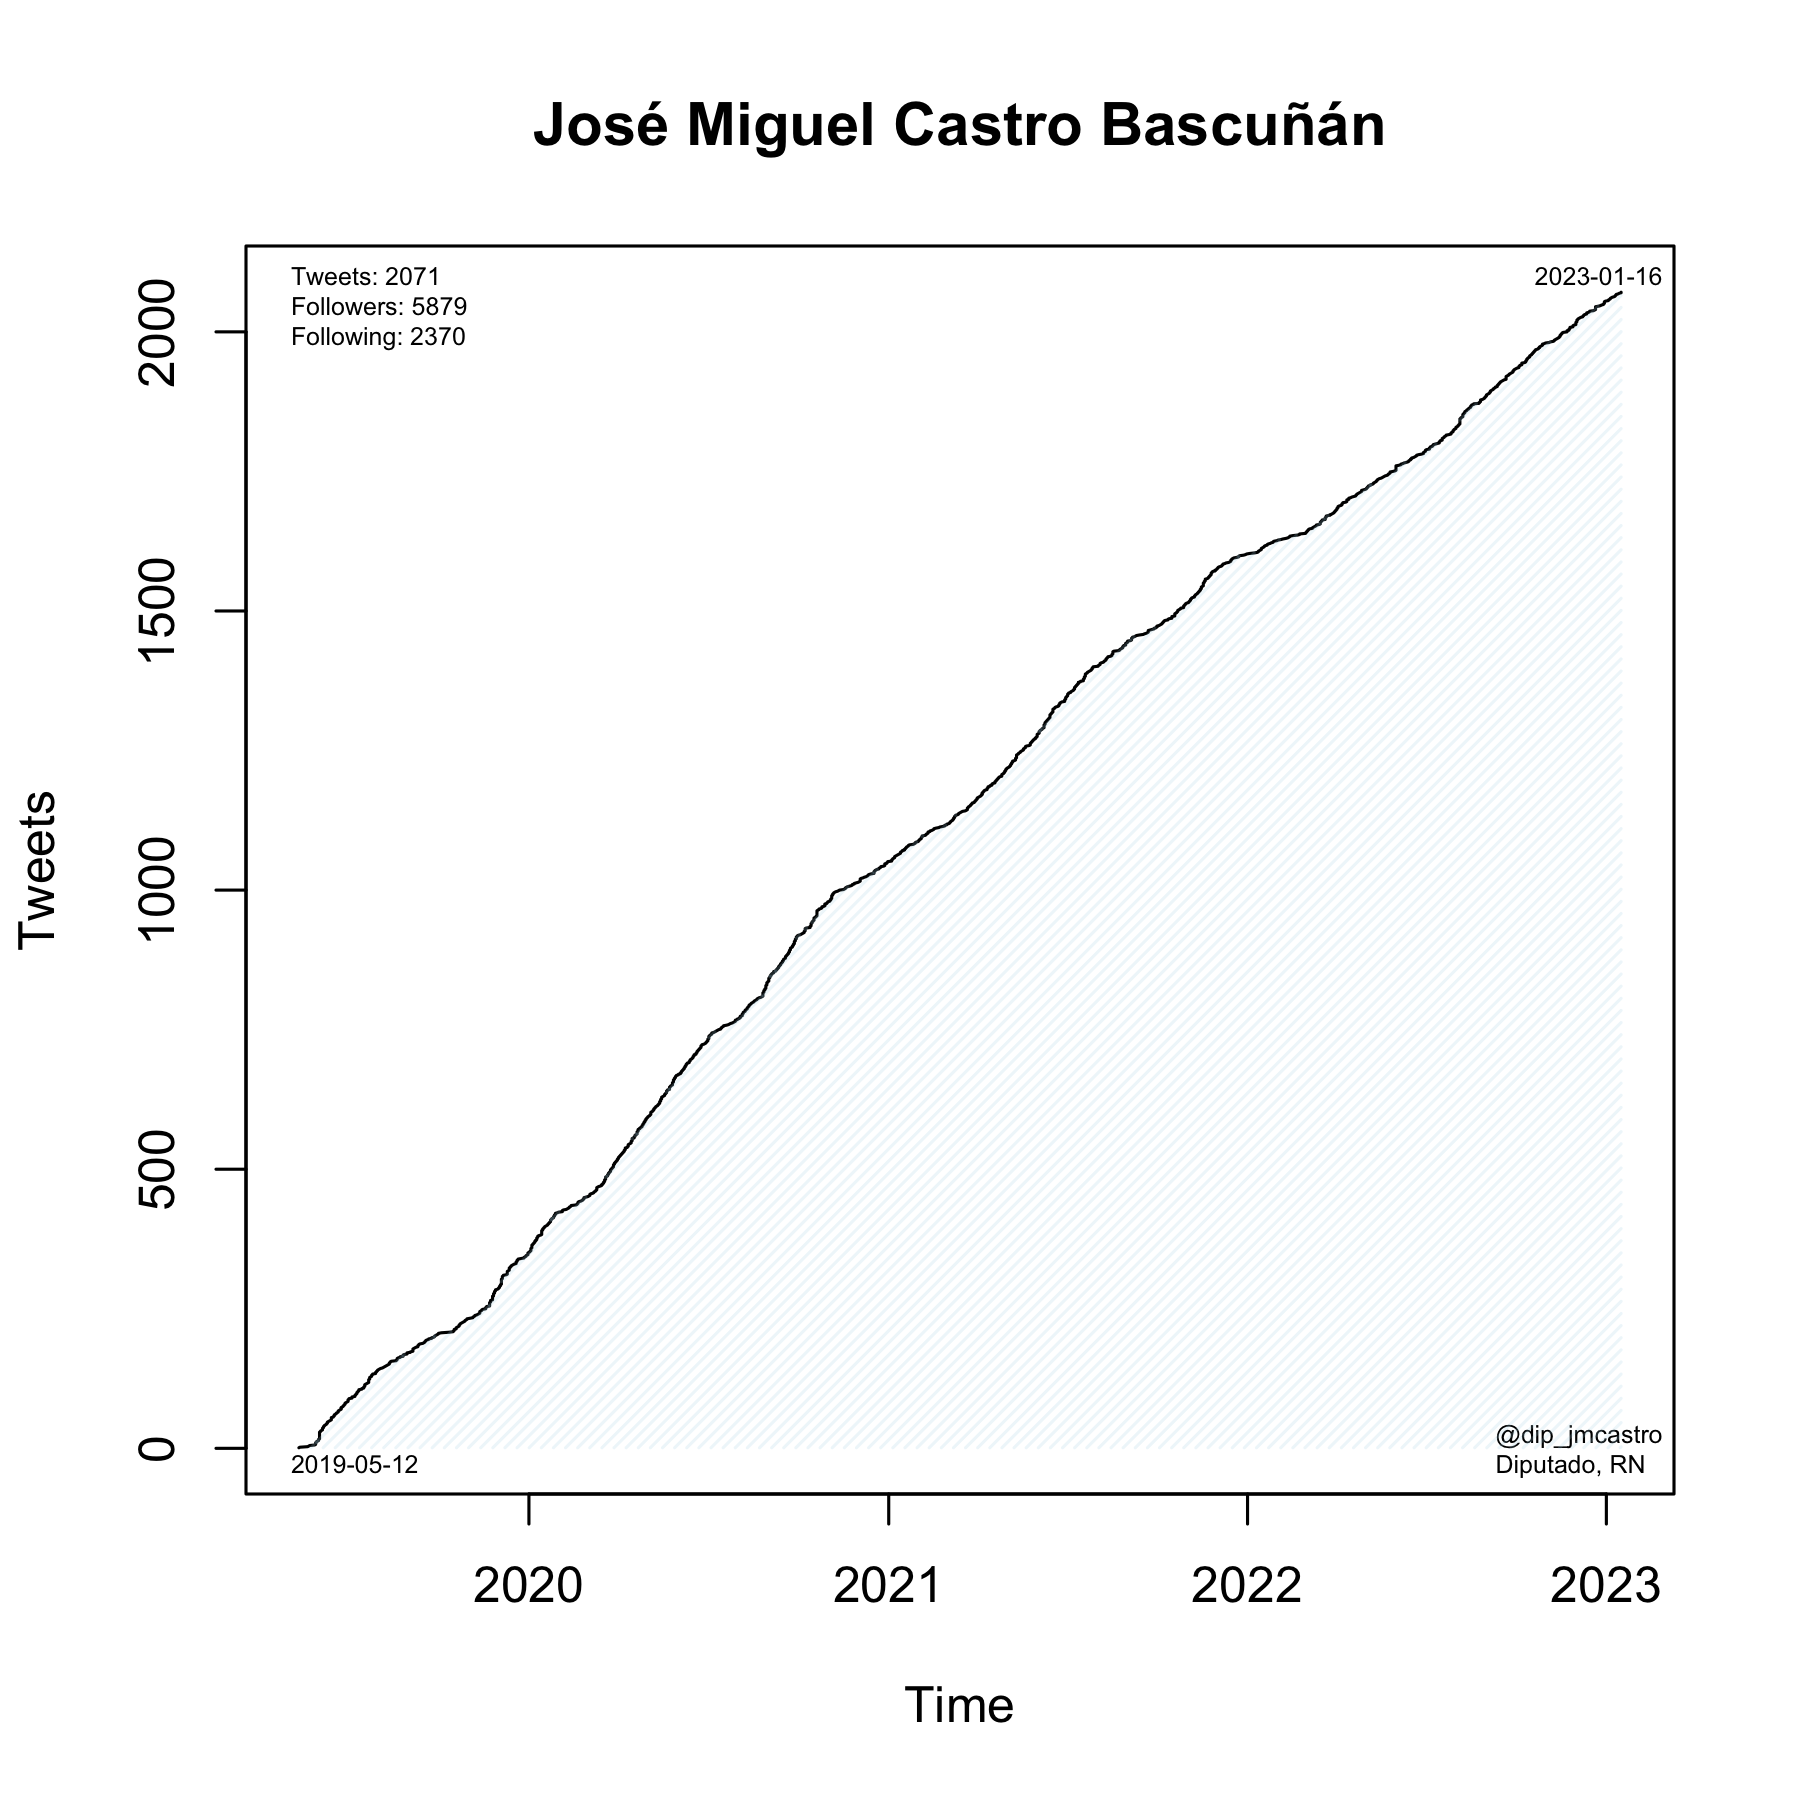 José Miguel Castro Bascuñán
Tweets: 2071
Followers: 5879
Following: 2370
2023-01-16
2000
1500
1000
500
0
Tweets
2019-05-12
@dip_jmcastro
Diputado, RN
2020 2021 2022 2023
Time